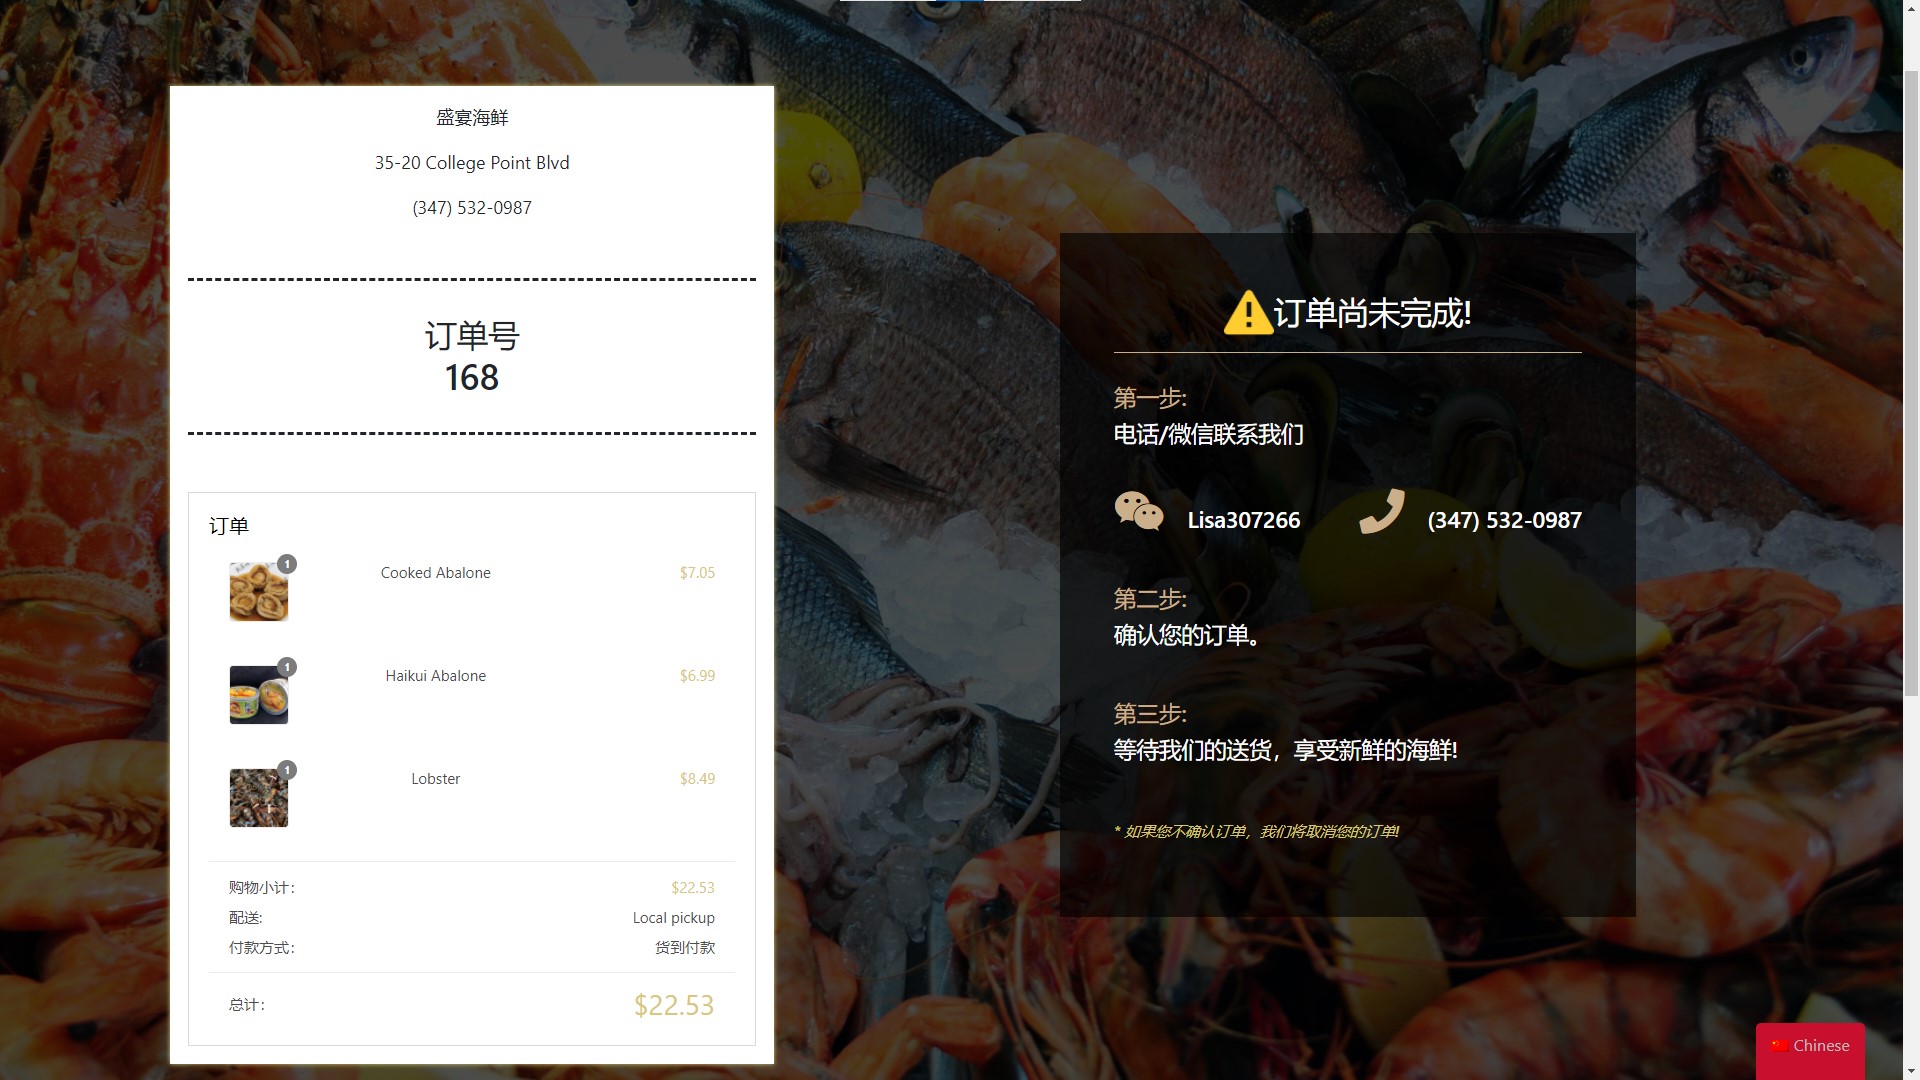 盛宴海鲜
35-20 College Point Blvd
(347) 532-0987
订单号
168
订单
1
Cooked Abalone $7.05
1
Haikui Abalone $6.99
1
Lobster $8.49
购物小计: $22.53
配送: Local pickup
付款方式: 货到付款
总计: $22.53
订单尚未完成!
第一步:
电话/微信联系我们
Lisa307266 (347) 532-0987
第二步:
确认您的订单。
第三步:
等待我们的送货，享受新鲜的海鲜!
* 如果您不确认订单，我们将取消您的订单!
Chinese